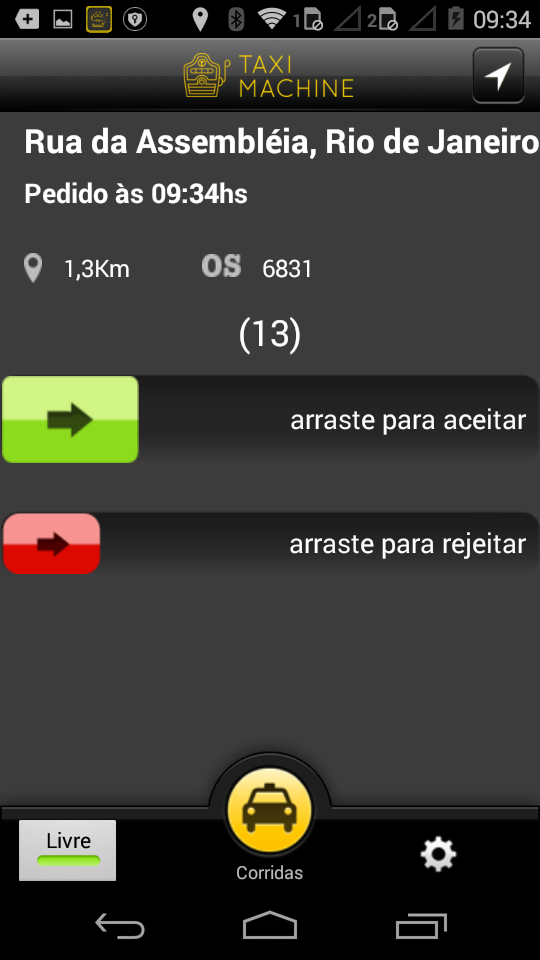 1 2 09:34
TAXI
MACHINE
Rua da Assembléia, Rio de Janeiro
Pedido às 09:34hs
1,3Km OS 6831
(13)
arraste para aceitar
arraste para rejeitar
Livre
Corridas